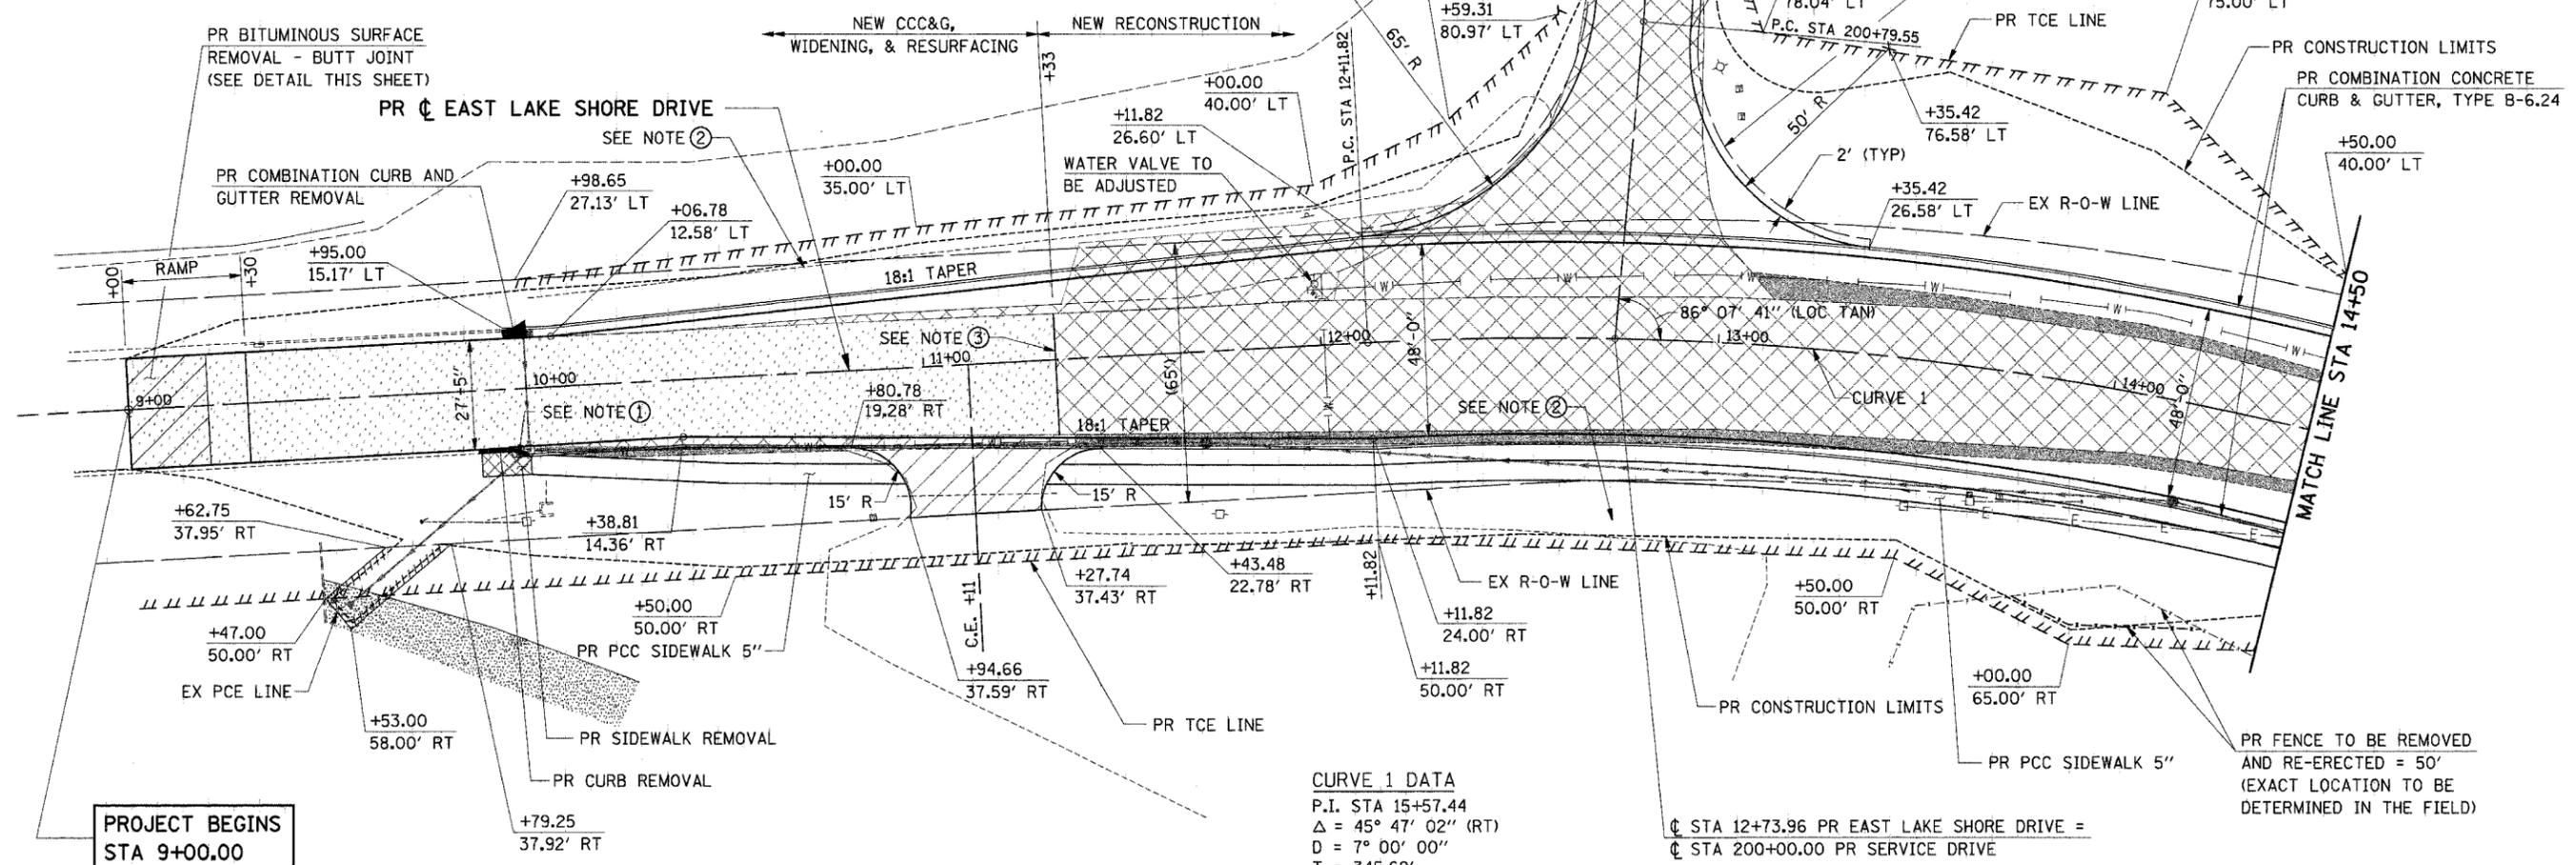 PR BITUMINOUS SURFACE
REMOVAL - BUTT JOINT
(SEE DETAIL THIS SHEET)
NEW CCC&G,
WIDENING, & RESURFACING
NEW RECONSTRUCTION
+33
PR ℄ EAST LAKE SHORE DRIVE
SEE NOTE ②
PR COMBINATION CURB AND
GUTTER REMOVAL
+98.65
27.13' LT
+06.78
12.58' LT
+95.00
15.17' LT
+00
RAMP
+30
+00.00
35.00' LT
+11.82
26.60' LT
WATER VALVE TO
BE ADJUSTED
+00.00
40.00' LT
P.C. STA 12+11.82
65' R
+59.31
80.97' LT
78.04' LT
P.C. STA 200+79.55
PR TCE LINE
75.00' LT
PR CONSTRUCTION LIMITS
PR COMBINATION CONCRETE
CURB & GUTTER, TYPE B-6.24
50' R
2' (TYP)
+35.42
76.58' LT
+35.42
26.58' LT
EX R-O-W LINE
+50.00
40.00' LT
18:1 TAPER
SEE NOTE ③
9+00
27'-5"
10+00
SEE NOTE ①
11+00
+80.78
19.28' RT
18:1 TAPER
(65')
12+00
48'-0"
W
W
W
W
W
W
W
W
86° 07' 41" (LOC TAN)
13+00
CURVE 1
SEE NOTE ②
14+00
48'-0"
MATCH LINE STA 14+50
+62.75
37.95' RT
+38.81
14.36' RT
15' R
15' R
+47.00
50.00' RT
EX PCE LINE
+53.00
58.00' RT
+50.00
50.00' RT
PR PCC SIDEWALK 5"
C.E. +11
+94.66
37.59' RT
+27.74
37.43' RT
+43.48
22.78' RT
+11.82
EX R-O-W LINE
+11.82
24.00' RT
+11.82
50.00' RT
+50.00
50.00' RT
E
E
E
E
+00.00
65.00' RT
PR TCE LINE
PR CONSTRUCTION LIMITS
PR PCC SIDEWALK 5"
PR FENCE TO BE REMOVED
AND RE-ERECTED = 50'
(EXACT LOCATION TO BE
DETERMINED IN THE FIELD)
PR SIDEWALK REMOVAL
PR CURB REMOVAL
+79.25
37.92' RT
PROJECT BEGINS
STA 9+00.00
CURVE 1 DATA
P.I. STA 15+57.44
Δ = 45° 47' 02" (RT)
D = 7° 00' 00"
℄ STA 12+73.96 PR EAST LAKE SHORE DRIVE =
℄ STA 200+00.00 PR SERVICE DRIVE